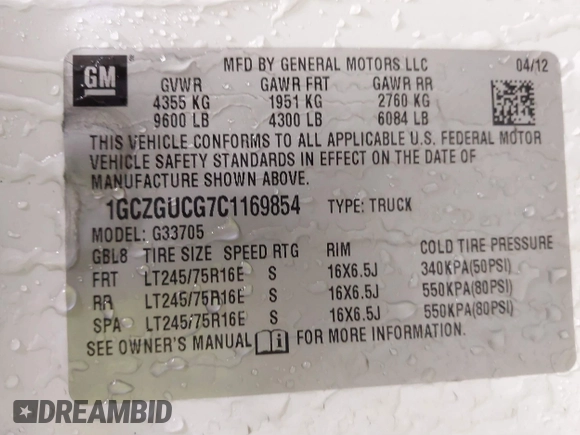 GM
MFD BY GENERAL MOTORS LLC 04/12
GVWR GAWR FRT GAWR RR
4355 KG 1951 KG 2760 KG
9600 LB 4300 LB 6084 LB
THIS VEHICLE CONFORMS TO ALL APPLICABLE U.S. FEDERAL MOTOR
VEHICLE SAFETY STANDARDS IN EFFECT ON THE DATE OF
MANUFACTURE SHOWN ABOVE.
1GCZGUCG7C1169854 TYPE: TRUCK
MODEL: G33705
GBL8 TIRE SIZE SPEED RTG RIM COLD TIRE PRESSURE
FRT LT245/75R16E S 16X6.5J 340KPA(50PSI)
RR LT245/75R16E S 16X6.5J 550KPA(80PSI)
SPA LT245/75R16E S 16X6.5J 550KPA(80PSI)
SEE OWNER'S MANUAL i FOR MORE INFORMATION.
DREAMBID